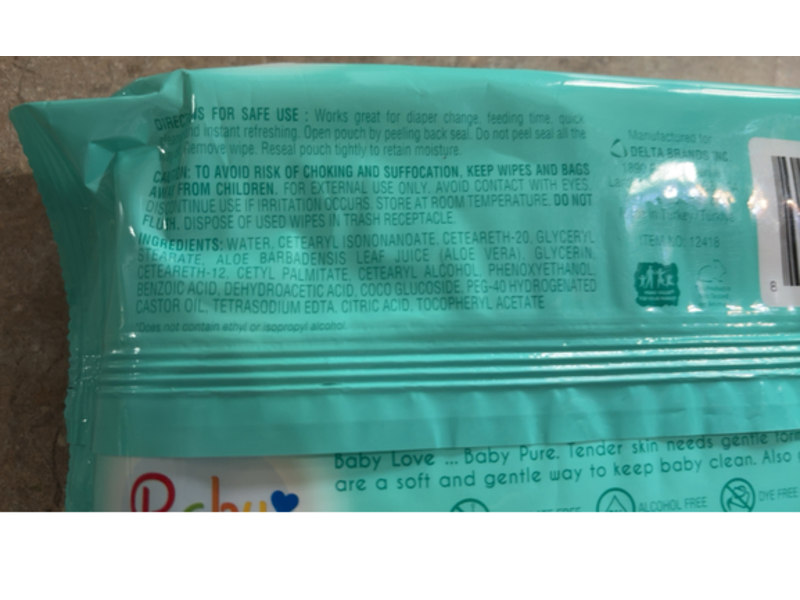 FOR SAFE USE : Works great for diaper change, feeding time, quick
and instant refreshing. Open pouch by peeling back seal. Do not peel seal all the
Remove wipe. Reseal pouch tightly to retain moisture.
TO AVOID RISK OF CHOKING AND SUFFOCATION, KEEP WIPES AND BAGS
AWAY FROM CHILDREN. FOR EXTERNAL USE ONLY. AVOID CONTACT WITH EYES.
DISCONTINUE USE IF IRRITATION OCCURS. STORE AT ROOM TEMPERATURE. DO NOT
FLUSH. DISPOSE OF USED WIPES IN TRASH RECEPTACLE.
INGREDIENTS: WATER, CETEARYL ISONONANOATE, CETEARETH-20, GLYCERYL
STEARATE, ALOE BARBADENSIS LEAF JUICE (ALOE VERA), GLYCERIN,
CETEARETH-12, CETYL PALMITATE, CETEARYL ALCOHOL, PHENOXYETHANOL,
BENZOIC ACID, DEHYDROACETIC ACID, COCO GLUCOSIDE, PEG-40 HYDROGENATED
CASTOR OIL, TETRASODIUM EDTA, CITRIC ACID, TOCOPHERYL ACETATE
*Does not contain ethyl or isopropyl alcohol.
Manufactured for
DELTA BRANDS INC.
in Turkey /
ITEM NO: 12418
8
Baby Love ... Baby Pure. Tender skin needs gentle
are a soft and gentle way to keep baby clean. Also
Baby
FREE
ALCOHOL FREE
DYE FREE